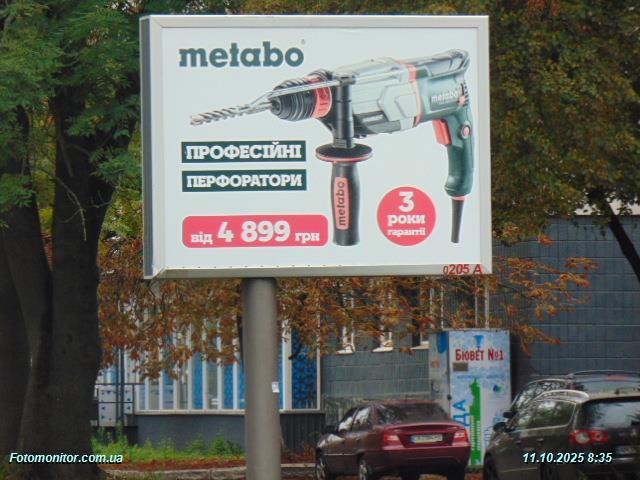 metabo
metabo
ПРОФЕСІЙНІ
ПЕРФОРАТОРИ
metabo
від 4 899 грн
3
роки
гарантії
0205 А
БЮВЕТ №1
Fotomonitor.com.ua
11.10.2025 8:35